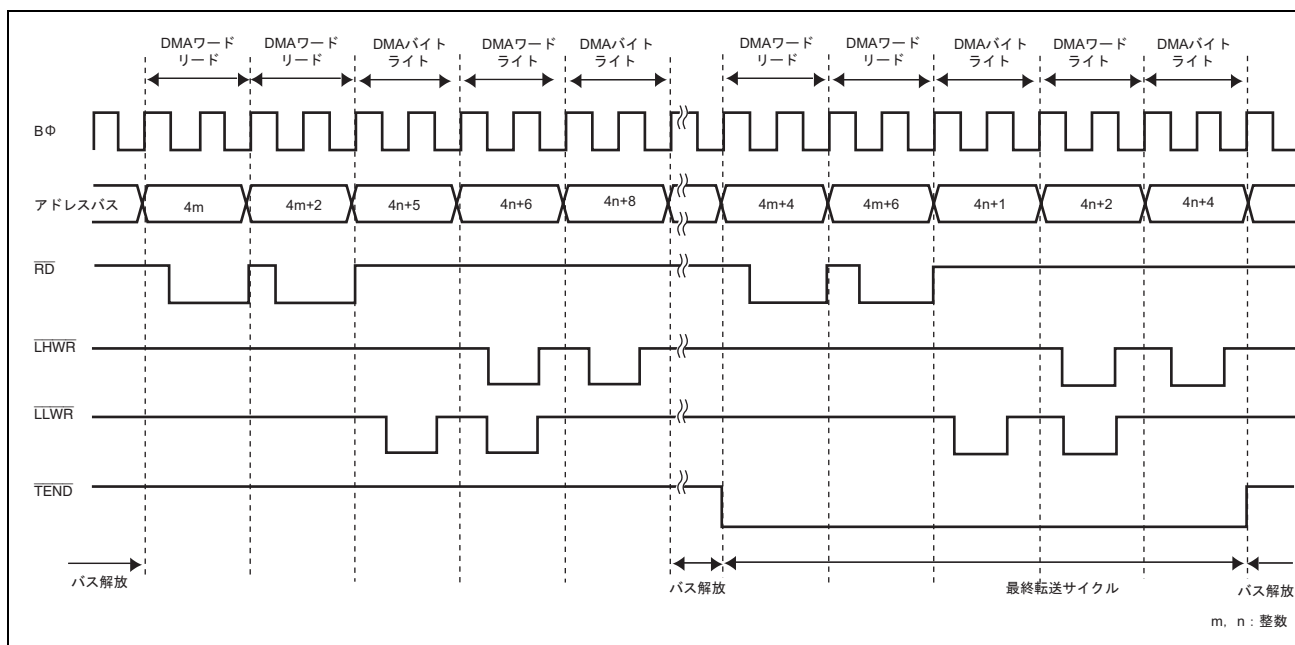 DMAワード DMAワード DMAバイト DMAワード DMAバイト DMAワード DMAワード DMAバイト DMAワード DMAバイト
リード リード ライト ライト ライト リード リード ライト ライト ライト
BΦ
アドレスバス 4m 4m+2 4n+5 4n+6 4n+8 4m+4 4m+6 4n+1 4n+2 4n+4
RD
LHWR
LLWR
TEND
バス解放 バス解放 最終転送サイクル バス解放
m, n : 整数